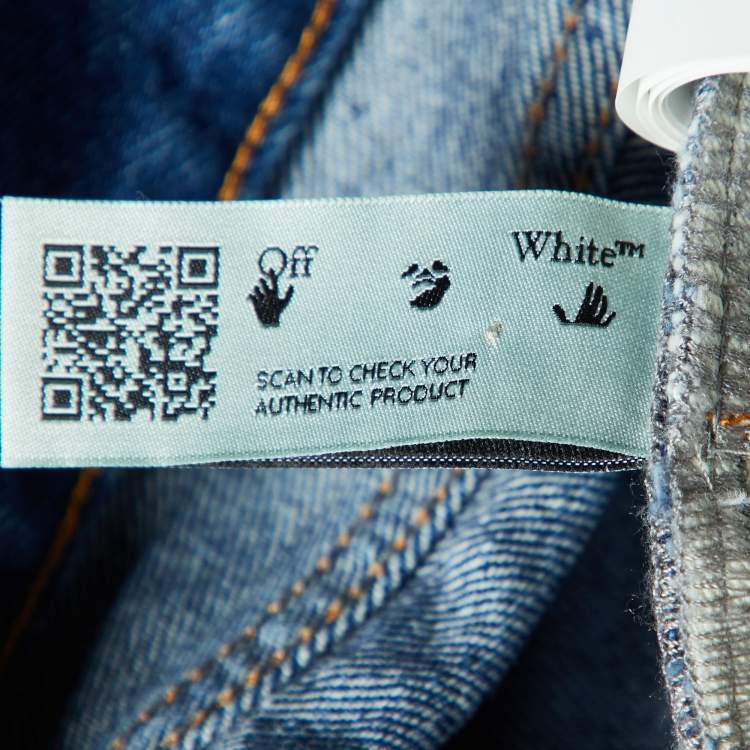 Off
White™
SCAN TO CHECK YOUR
AUTHENTIC PRODUCT